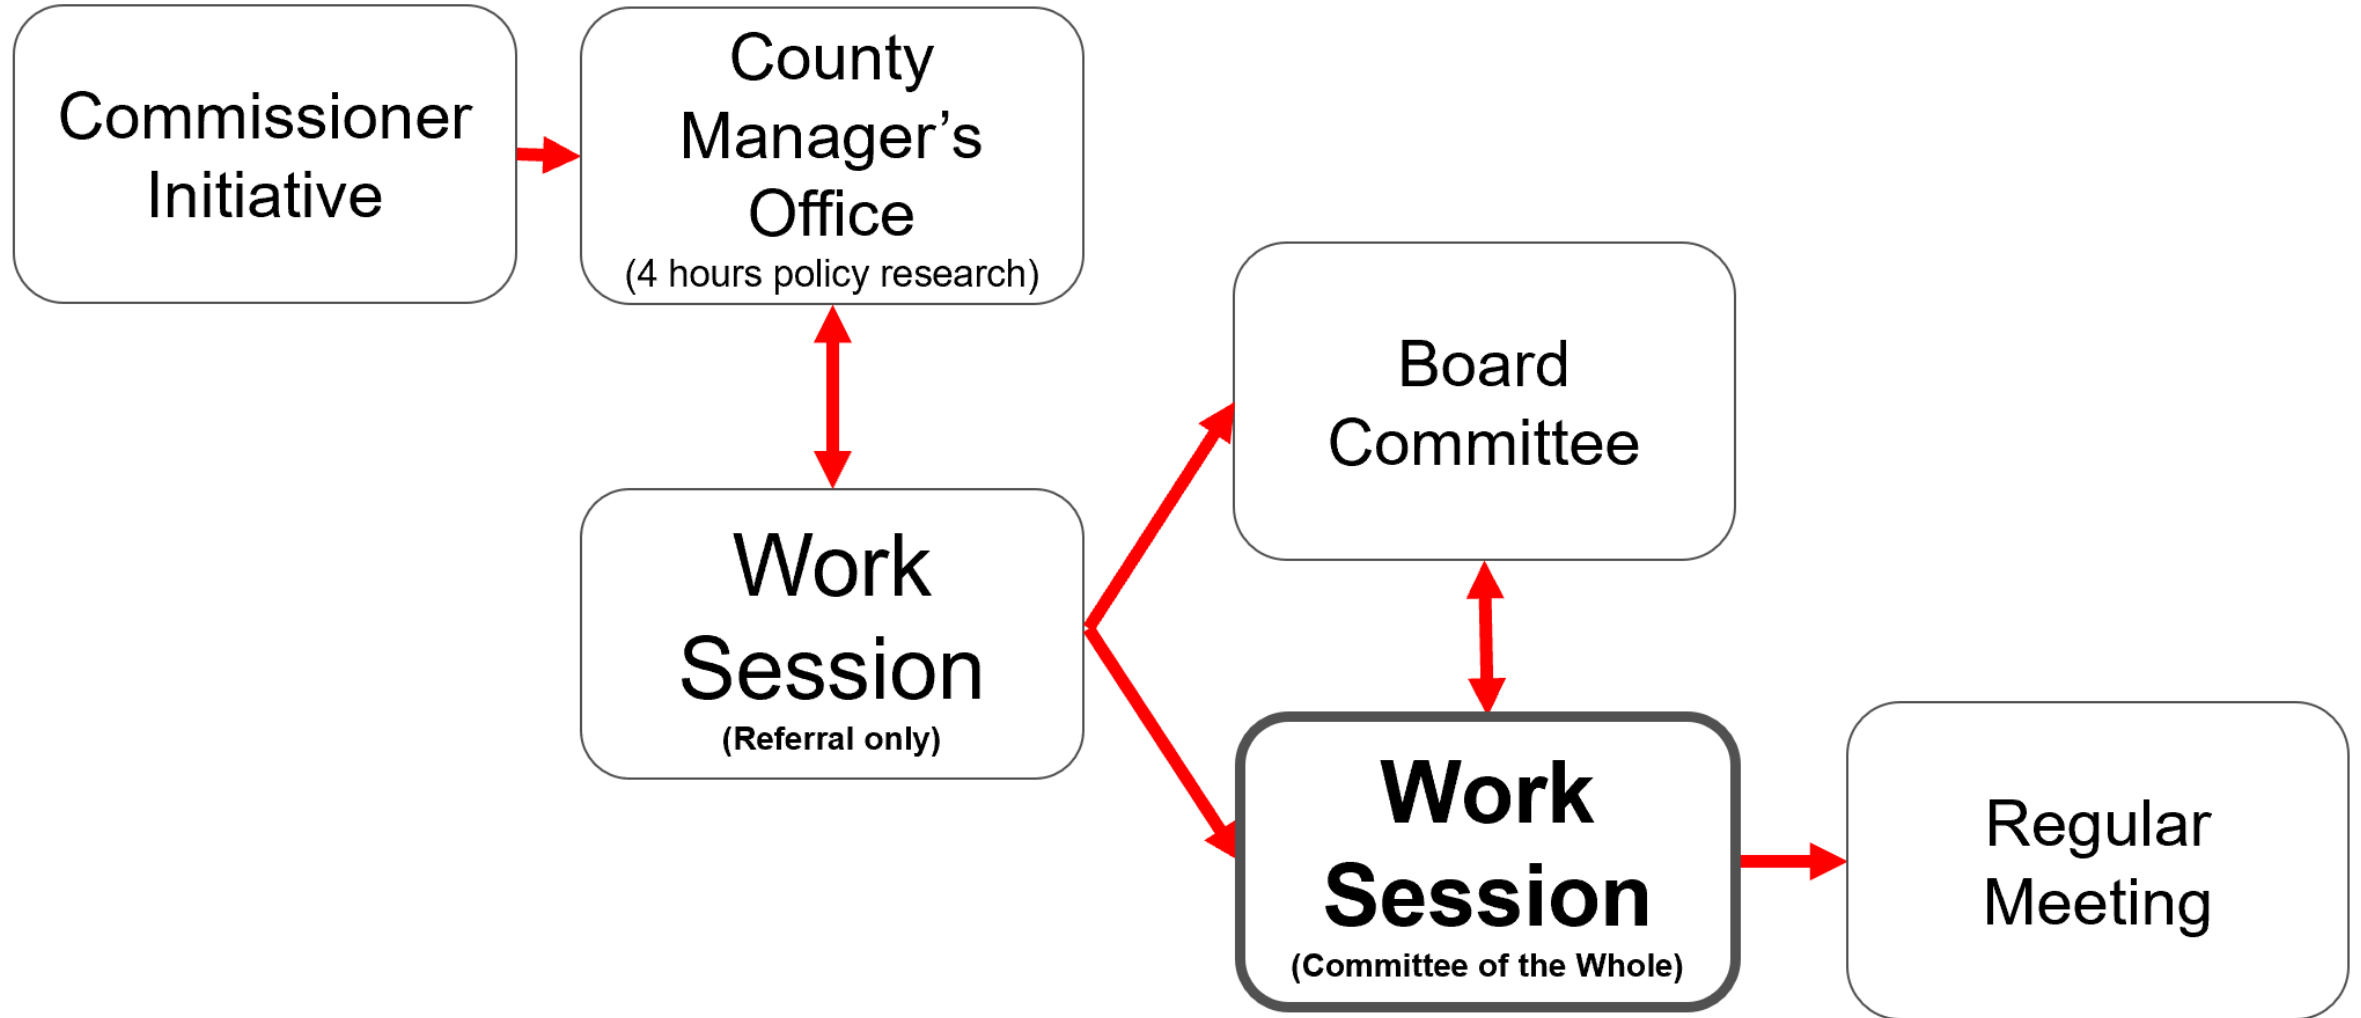 Commissioner
Initiative
County
Manager’s
Office
(4 hours policy research)
Work
Session
(Referral only)
Board
Committee
Work
Session
(Committee of the Whole)
Regular
Meeting